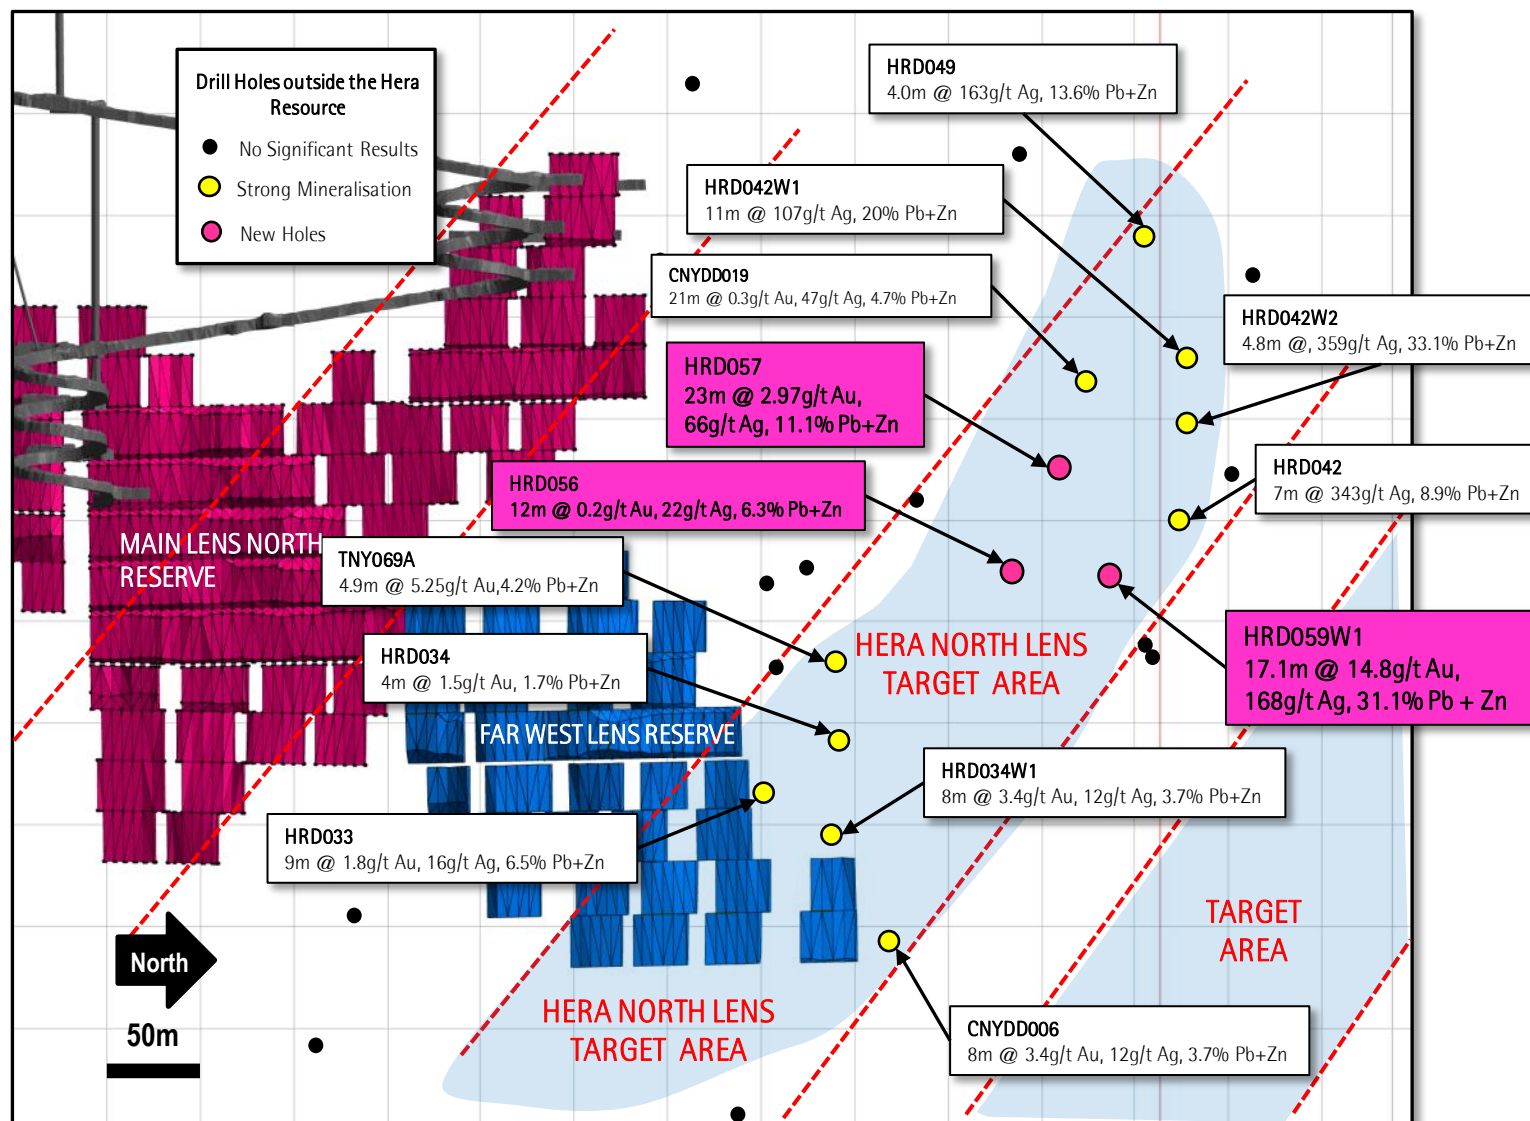 Drill Holes outside the Hera
Resource
No Significant Results
Strong Mineralisation
New Holes
HRD049
4.0m @ 163g/t Ag, 13.6% Pb+Zn
HRD042W1
11m @ 107g/t Ag, 20% Pb+Zn
CNYDD019
21m @ 0.3g/t Au, 47g/t Ag, 4.7% Pb+Zn
HRD042W2
4.8m @, 359g/t Ag, 33.1% Pb+Zn
HRD057
23m @ 2.97g/t Au,
66g/t Ag, 11.1% Pb+Zn
HRD042
7m @ 343g/t Ag, 8.9% Pb+Zn
HRD056
12m @ 0.2g/t Au, 22g/t Ag, 6.3% Pb+Zn
MAIN LENS NORTH
RESERVE
TNY069A
4.9m @ 5.25g/t Au,4.2% Pb+Zn
HERA NORTH LENS
TARGET AREA
HRD059W1
17.1m @ 14.8g/t Au,
168g/t Ag, 31.1% Pb + Zn
HRD034
4m @ 1.5g/t Au, 1.7% Pb+Zn
FAR WEST LENS RESERVE
HRD034W1
8m @ 3.4g/t Au, 12g/t Ag, 3.7% Pb+Zn
HRD033
9m @ 1.8g/t Au, 16g/t Ag, 6.5% Pb+Zn
TARGET
AREA
North
50m
HERA NORTH LENS
TARGET AREA
CNYDD006
8m @ 3.4g/t Au, 12g/t Ag, 3.7% Pb+Zn